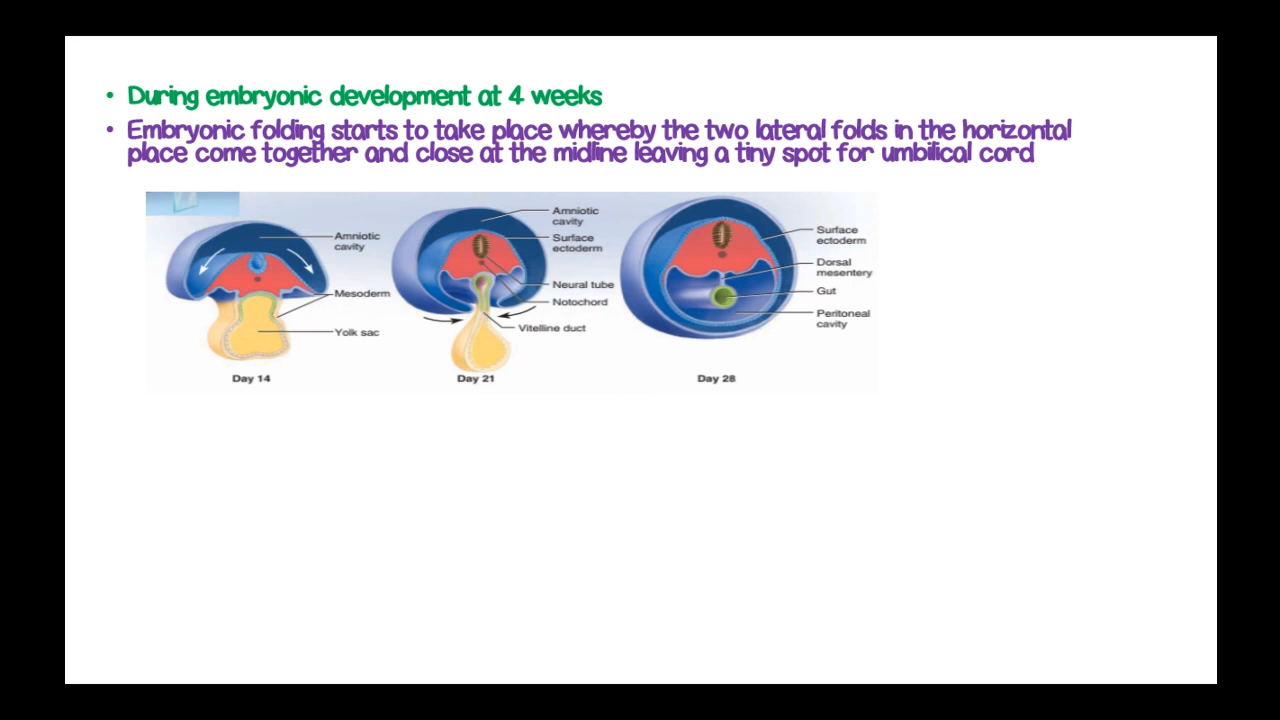 • During embryonic development at 4 weeks
• Embryonic folding starts to take place whereby the two lateral folds in the horizontal
place come together and close at the midline leaving a tiny spot for umbilical cord
Amniotic
cavity
Mesoderm
Yolk sac
Day 14
Amniotic
cavity
Surface
ectoderm
Neural tube
Notochord
Vitelline duct
Day 21
Surface
ectoderm
Dorsal
mesentery
Gut
Peritoneal
cavity
Day 28